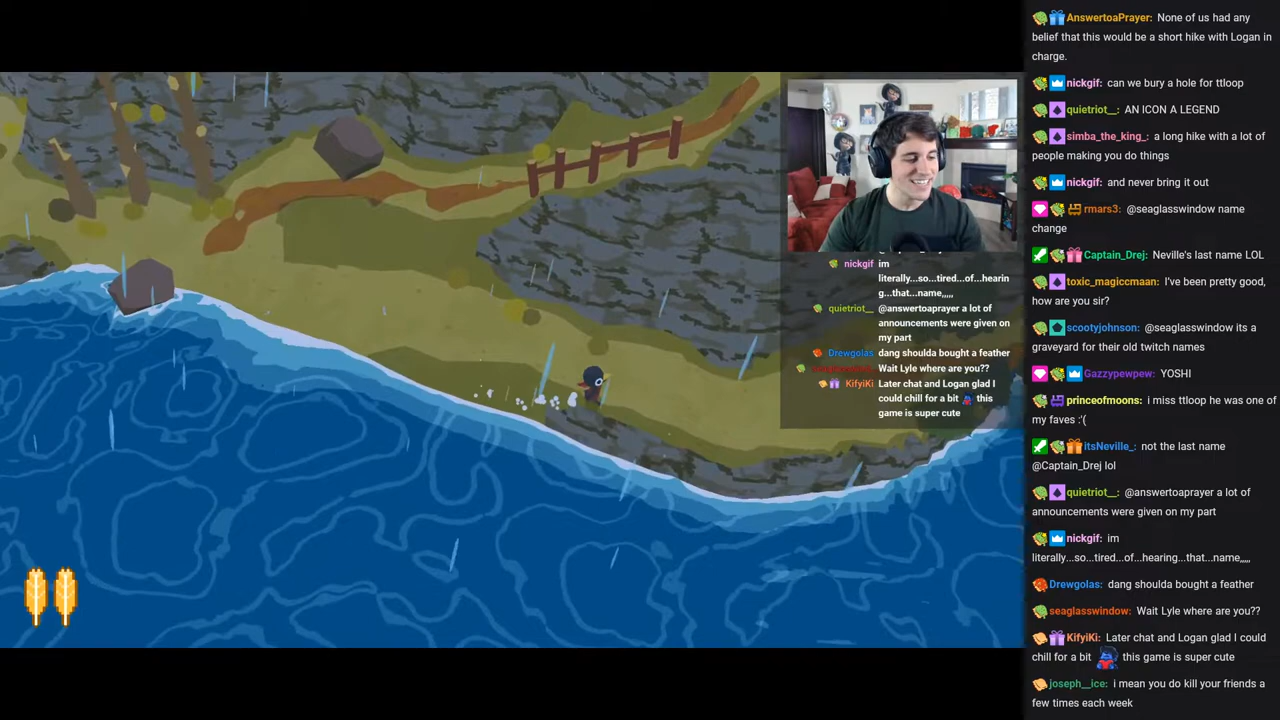 AnswertoaPrayer: None of us had any
belief that this would be a short hike with Logan in
charge.
nickgif: can we bury a hole for ttloop
quietriot__: AN ICON A LEGEND
simba_the_king_: a long hike with a lot of
people making you do things
nickgif: and never bring it out
rmars3: @seaglasswindow name
change
Captain_Drej: Neville's last name LOL
toxic_magiccmaan: I've been pretty good,
how are you sir?
scootyjohnson: @seaglasswindow its a
graveyard for their old twitch names
Gazzypewpew: YOSHI
princeofmoons: i miss ttloop he was one of
my faves :'(
itsNeville_: not the last name
@Captain_Drej lol
quietriot__: @answertoaprayer a lot of
announcements were given on my part
nickgif: im
literally...so...tired...of...hearing...that...name,,,,,
Drewgolas: dang shoulda bought a feather
seaglasswindow: Wait Lyle where are you??
KifyiKi: Later chat and Logan glad I could
chill for a bit this game is super cute
joseph__ice: i mean you do kill your friends a
few times each week
nickgif im
literally...so...tired...of...hearin
g...that...name,,,,,
quietriot__ @answertoaprayer a lot of
announcements were given on
my part
Drewgolas dang shoulda bought a feather
Wait Lyle where are you??
KifyiKi Later chat and Logan glad I
could chill for a bit this
game is super cute